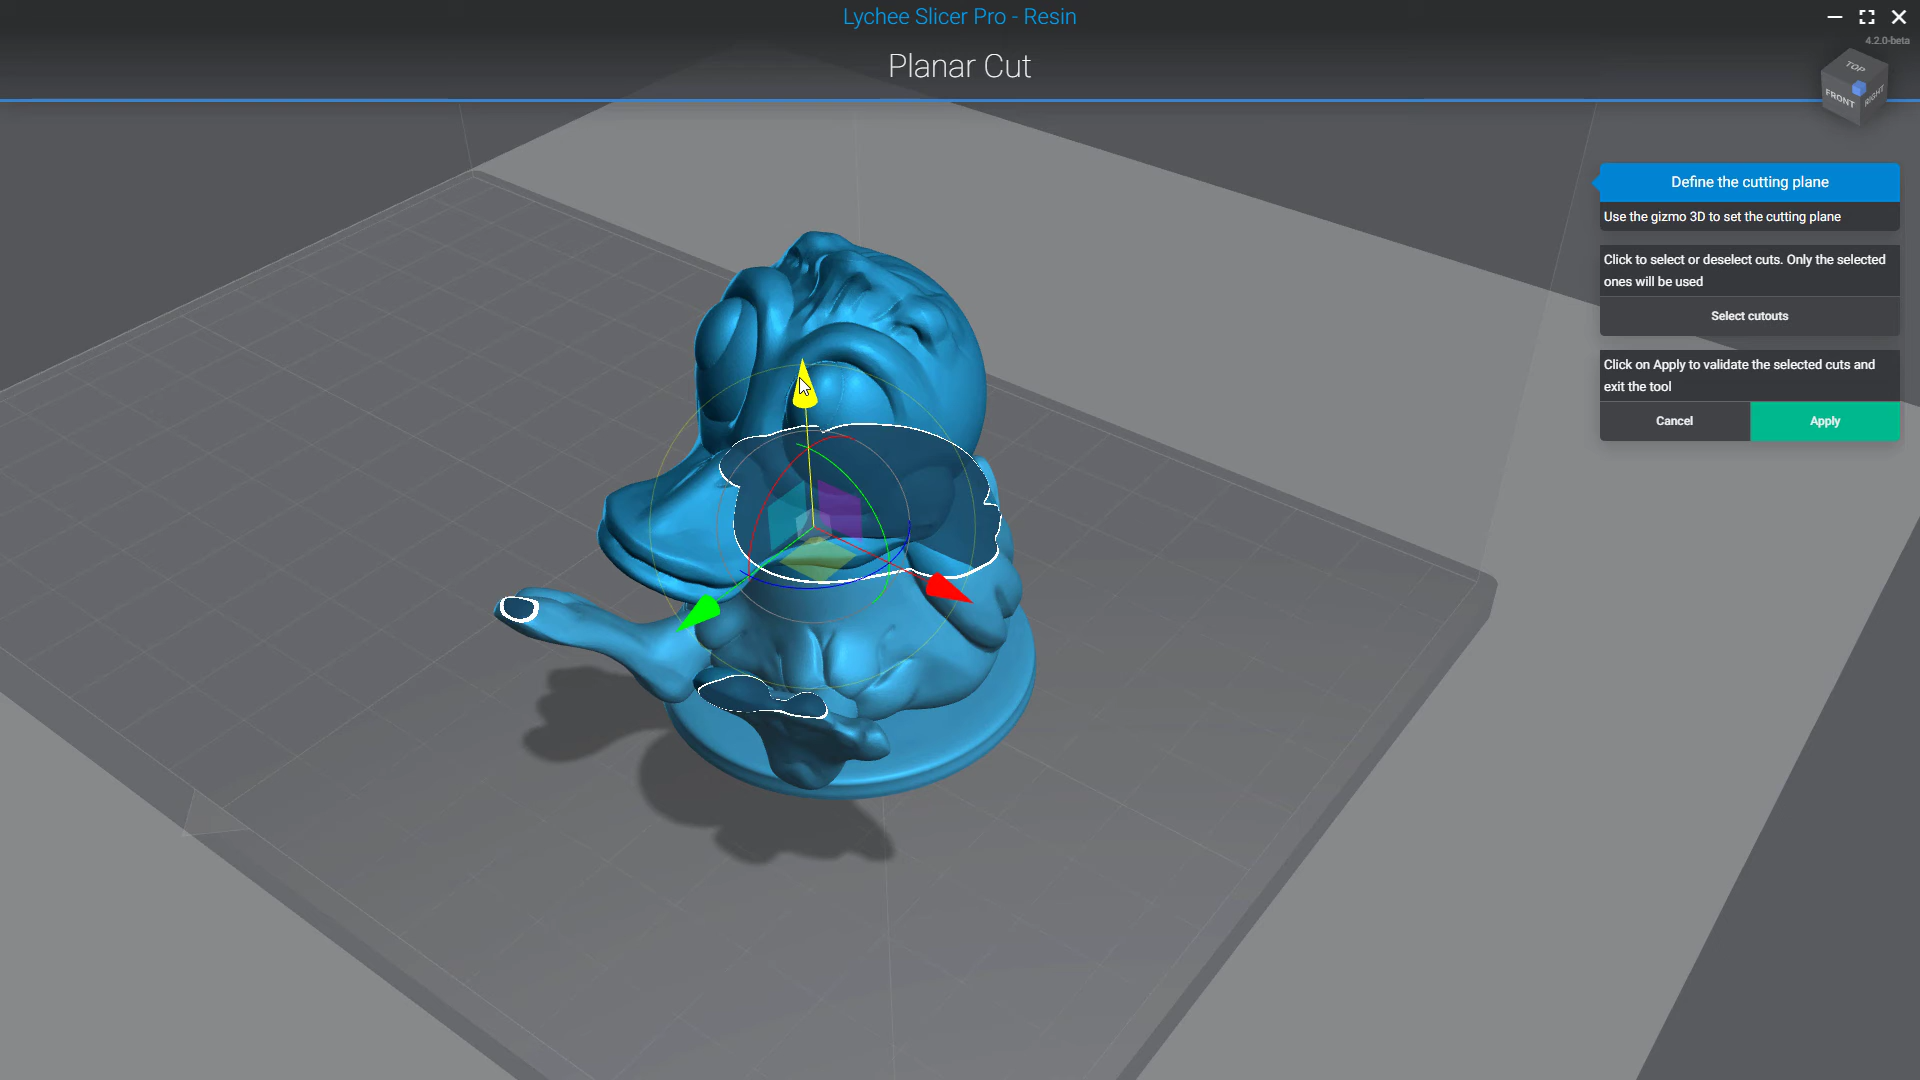 Lychee Slicer Pro - Resin
4.2.0-beta
Planar Cut
TOP
FRONT
RIGHT
Define the cutting plane
Use the gizmo 3D to set the cutting plane
Click to select or deselect cuts. Only the selected
ones will be used
Select cutouts
Click on Apply to validate the selected cuts and
exit the tool
Cancel
Apply